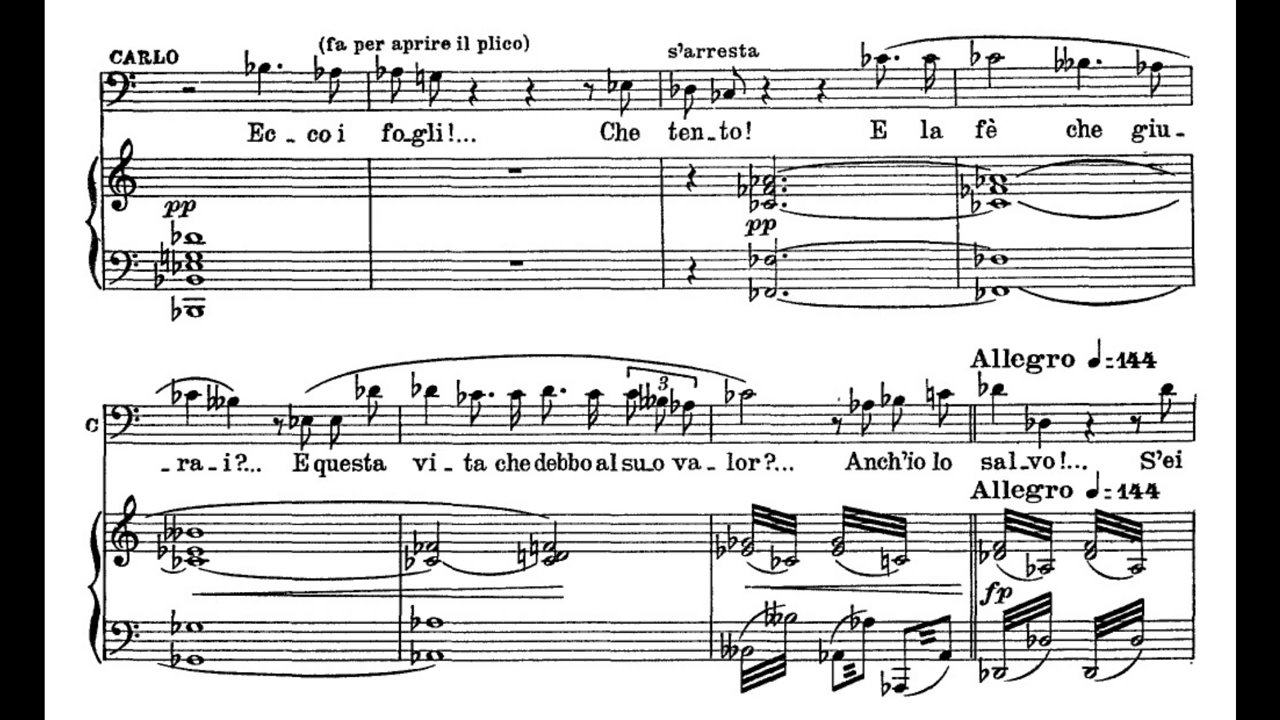 CARLO
(fa per aprire il plico)
s'arresta
Ec - co i fo-gli!... Che ten-to! E la fè che giu-
pp
pp
Allegro ♩=144
3
C
-ra-i?... E questa vi-ta che debbo al su-o va-lor?... Anch'io lo sal-vo!... S'ei
Allegro ♩=144
fp